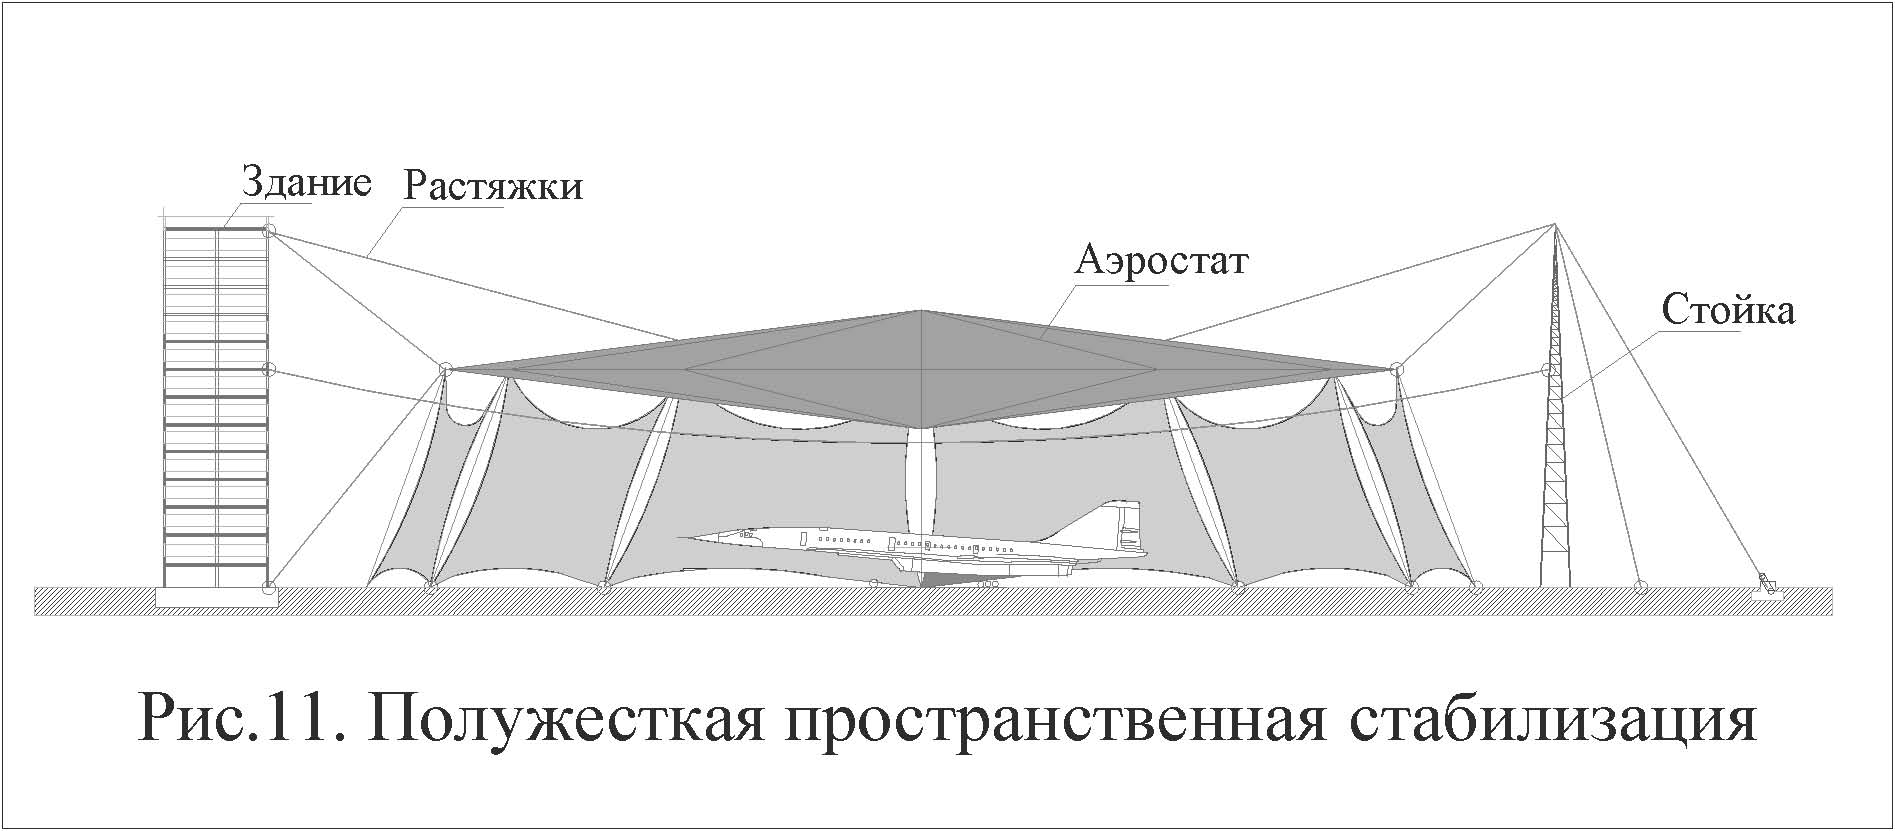 Здание
Растяжки
Аэростат
Стойка
Рис.11. Полужесткая пространственная стабилизация